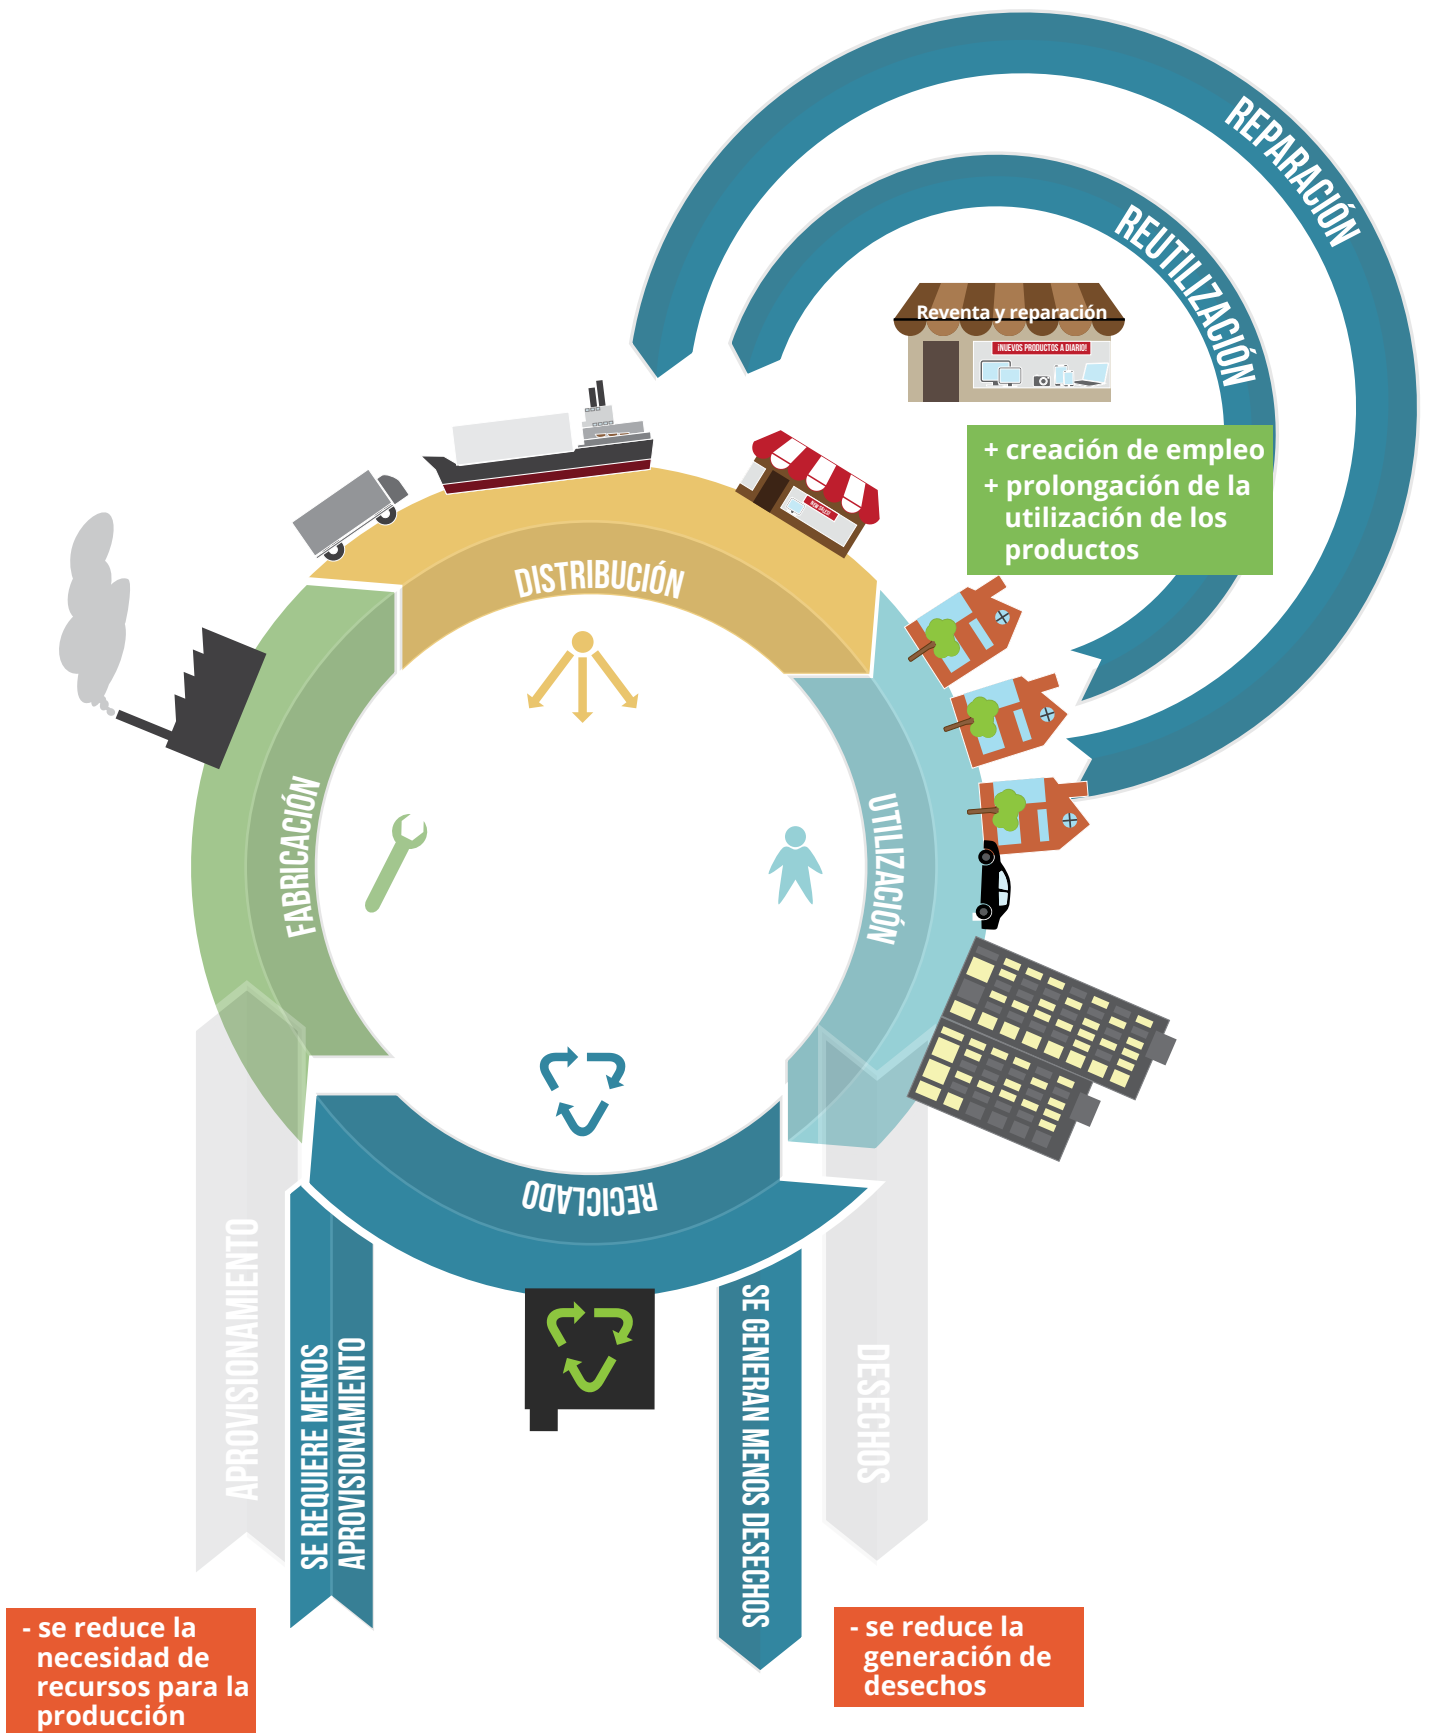 REPARACIÓN
REUTILIZACIÓN
Reventa y reparación
¡NUEVOS PRODUCTOS A DIARIO!
+ creación de empleo
+ prolongación de la
utilización de los
productos
DISTRIBUCIÓN
FABRICACIÓN
UTILIZACIÓN
RECICLADO
APROVISIONAMIENTO
SE REQUIERE MENOS
APROVISIONAMIENTO
SE GENERAN MENOS DESECHOS
DESECHOS
- se reduce la
necesidad de
recursos para la
producción
- se reduce la
generación de
desechos